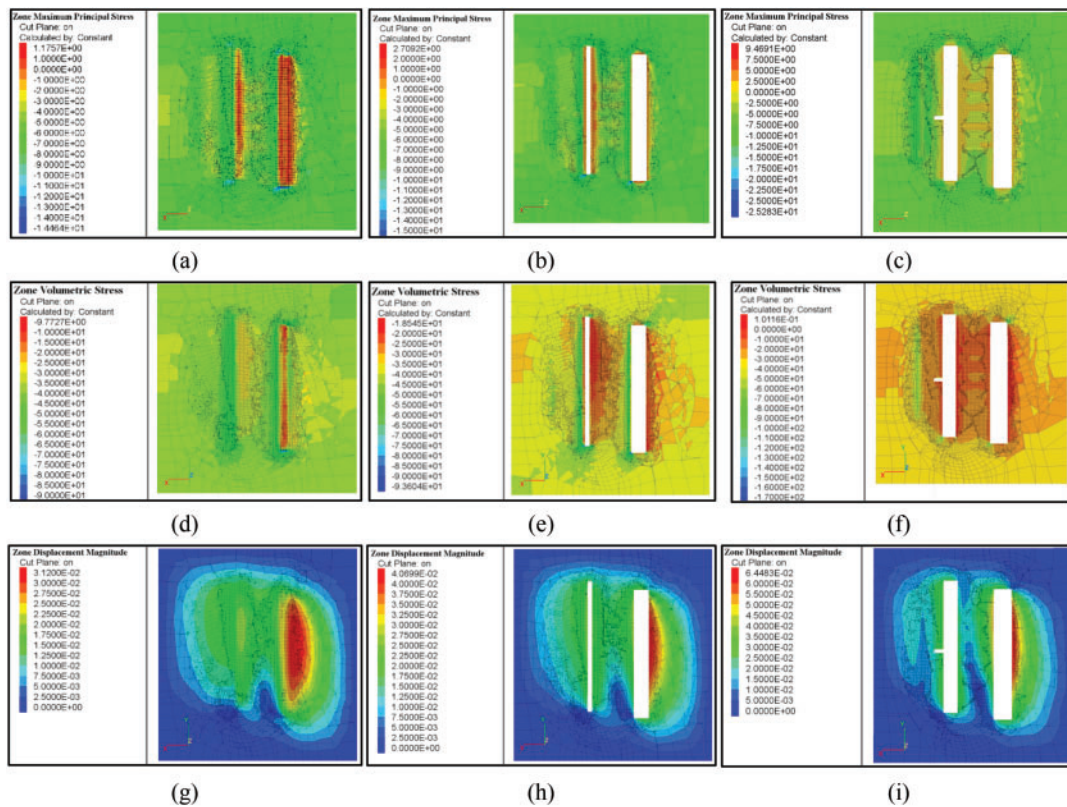 Zone Maximum Principal Stress
Cut Plane: on
Calculated by: Constant
1.1757E+00
1.0000E+00
0.0000E+00
-1.0000E+00
-2.0000E+00
-3.0000E+00
-4.0000E+00
-5.0000E+00
-6.0000E+00
-7.0000E+00
-8.0000E+00
-9.0000E+00
-1.0000E+01
-1.1000E+01
-1.2000E+01
-1.3000E+01
-1.4000E+01
-1.4464E+01
(a)
Zone Maximum Principal Stress
Cut Plane: on
Calculated by: Constant
2.7092E+00
2.0000E+00
1.0000E+00
0.0000E+00
-1.0000E+00
-2.0000E+00
-3.0000E+00
-4.0000E+00
-5.0000E+00
-6.0000E+00
-7.0000E+00
-8.0000E+00
-9.0000E+00
-1.0000E+01
-1.1000E+01
-1.2000E+01
-1.3000E+01
-1.4000E+01
-1.5000E+01
(b)
Zone Maximum Principal Stress
Cut Plane: on
Calculated by: Constant
9.4691E+00
7.5000E+00
5.0000E+00
2.5000E+00
0.0000E+00
-2.5000E+00
-5.0000E+00
-7.5000E+00
-1.0000E+01
-1.2500E+01
-1.5000E+01
-1.7500E+01
-2.0000E+01
-2.2500E+01
-2.5000E+01
-2.5283E+01
(c)
Zone Volumetric Stress
Cut Plane: on
Calculated by: Constant
-9.7727E+00
-1.0000E+01
-1.5000E+01
-2.0000E+01
-2.5000E+01
-3.0000E+01
-3.5000E+01
-4.0000E+01
-4.5000E+01
-5.0000E+01
-5.5000E+01
-6.0000E+01
-6.5000E+01
-7.0000E+01
-7.5000E+01
-8.0000E+01
-8.5000E+01
-9.0000E+01
(d)
Zone Volumetric Stress
Cut Plane: on
Calculated by: Constant
-1.8545E+01
-2.0000E+01
-2.5000E+01
-3.0000E+01
-3.5000E+01
-4.0000E+01
-4.5000E+01
-5.0000E+01
-5.5000E+01
-6.0000E+01
-6.5000E+01
-7.0000E+01
-7.5000E+01
-8.0000E+01
-8.5000E+01
-9.0000E+01
-9.3604E+01
(e)
Zone Volumetric Stress
Cut Plane: on
Calculated by: Constant
1.0116E-01
0.0000E+00
-1.0000E+01
-2.0000E+01
-3.0000E+01
-4.0000E+01
-5.0000E+01
-6.0000E+01
-7.0000E+01
-8.0000E+01
-9.0000E+01
-1.0000E+02
-1.1000E+02
-1.2000E+02
-1.3000E+02
-1.4000E+02
-1.5000E+02
-1.6000E+02
-1.7000E+02
(f)
Zone Displacement Magnitude
Cut Plane: on
3.1200E-02
3.0000E-02
2.7500E-02
2.5000E-02
2.2500E-02
2.0000E-02
1.7500E-02
1.5000E-02
1.2500E-02
1.0000E-02
7.5000E-03
5.0000E-03
2.5000E-03
0.0000E+00
(g)
Zone Displacement Magnitude
Cut Plane: on
4.0699E-02
4.0000E-02
3.7500E-02
3.5000E-02
3.2500E-02
3.0000E-02
2.7500E-02
2.5000E-02
2.2500E-02
2.0000E-02
1.7500E-02
1.5000E-02
1.2500E-02
1.0000E-02
7.5000E-03
5.0000E-03
2.5000E-03
0.0000E+00
(h)
Zone Displacement Magnitude
Cut Plane: on
6.4483E-02
6.0000E-02
5.5000E-02
5.0000E-02
4.5000E-02
4.0000E-02
3.5000E-02
3.0000E-02
2.5000E-02
2.0000E-02
1.5000E-02
1.0000E-02
5.0000E-03
0.0000E+00
(i)